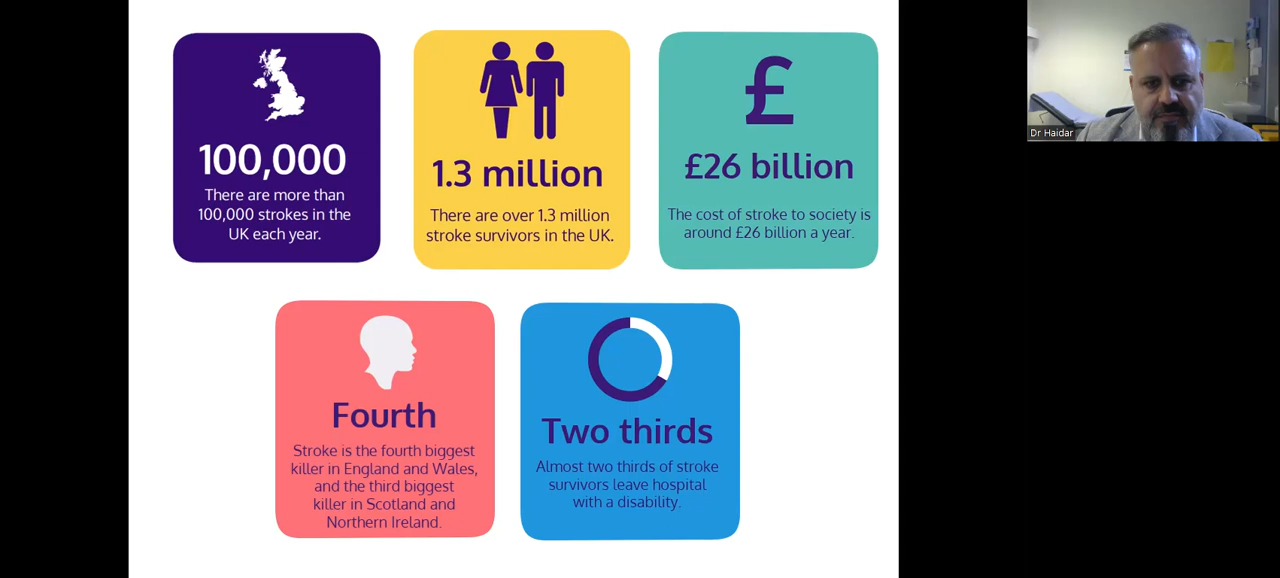 100,000
There are more than
100,000 strokes in the
UK each year.
1.3 million
There are over 1.3 million
stroke survivors in the UK.
£
£26 billion
The cost of stroke to society is
around £26 billion a year.
Dr Haidar
Fourth
Stroke is the fourth biggest
killer in England and Wales,
and the third biggest
killer in Scotland and
Northern Ireland.
Two thirds
Almost two thirds of stroke
survivors leave hospital
with a disability.